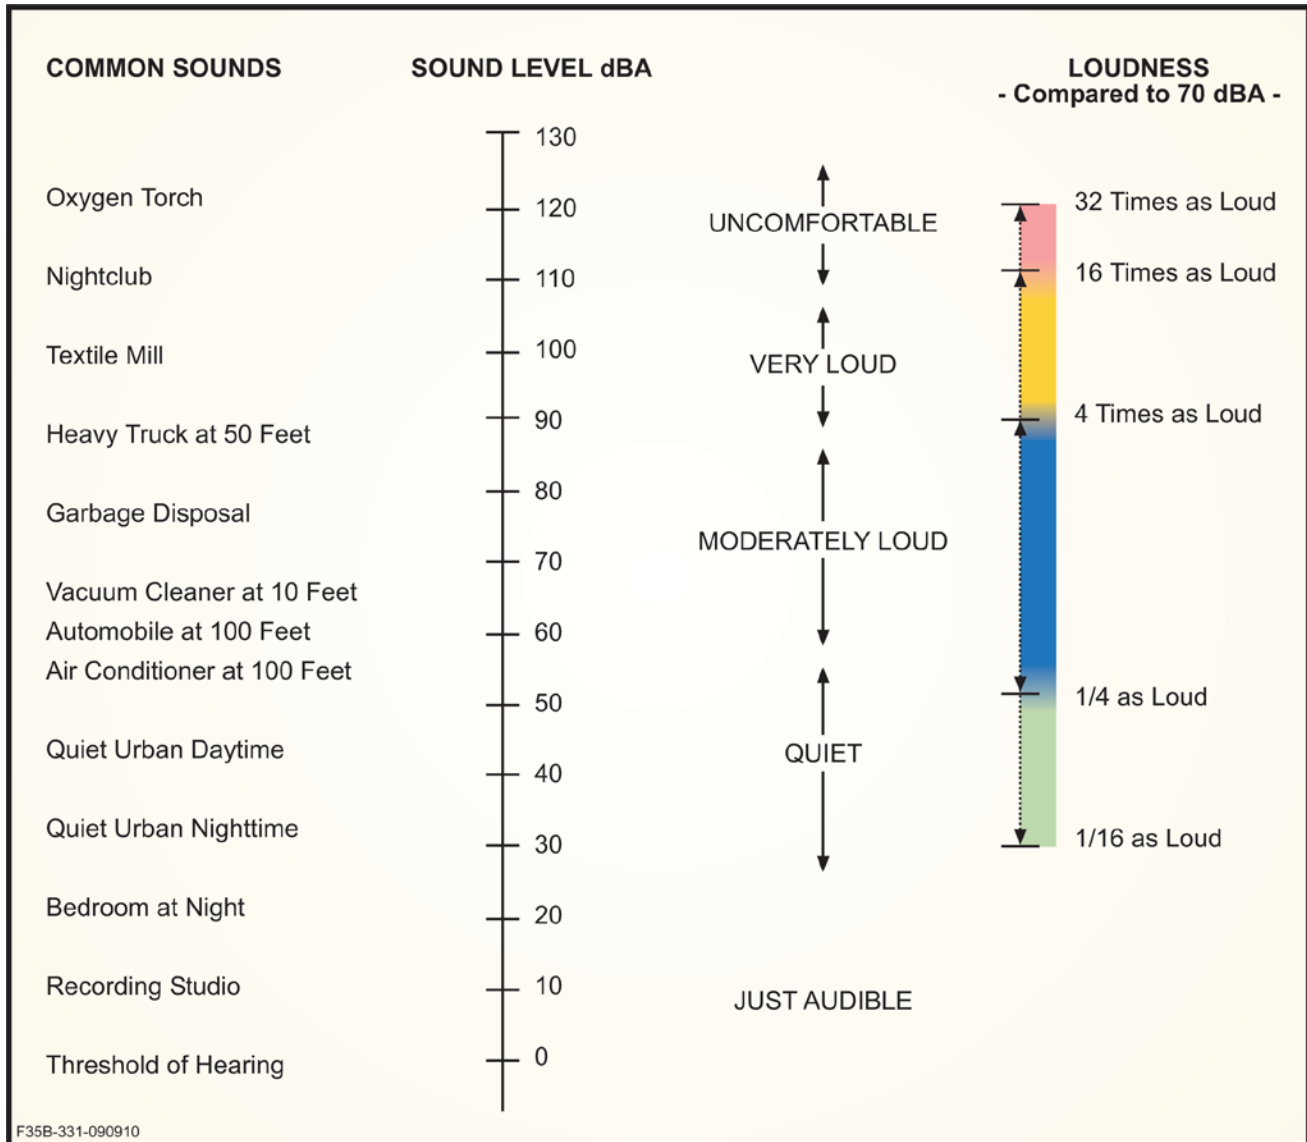 COMMON SOUNDS
SOUND LEVEL dBA
LOUDNESS
- Compared to 70 dBA -
130
Oxygen Torch
120
UNCOMFORTABLE
32 Times as Loud
Nightclub
110
16 Times as Loud
Textile Mill
100
VERY LOUD
Heavy Truck at 50 Feet
90
4 Times as Loud
Garbage Disposal
80
MODERATELY LOUD
70
Vacuum Cleaner at 10 Feet
Automobile at 100 Feet
60
Air Conditioner at 100 Feet
50
1/4 as Loud
Quiet Urban Daytime
QUIET
40
Quiet Urban Nighttime
30
1/16 as Loud
Bedroom at Night
20
Recording Studio
10
JUST AUDIBLE
Threshold of Hearing
0
F35B-331-090910